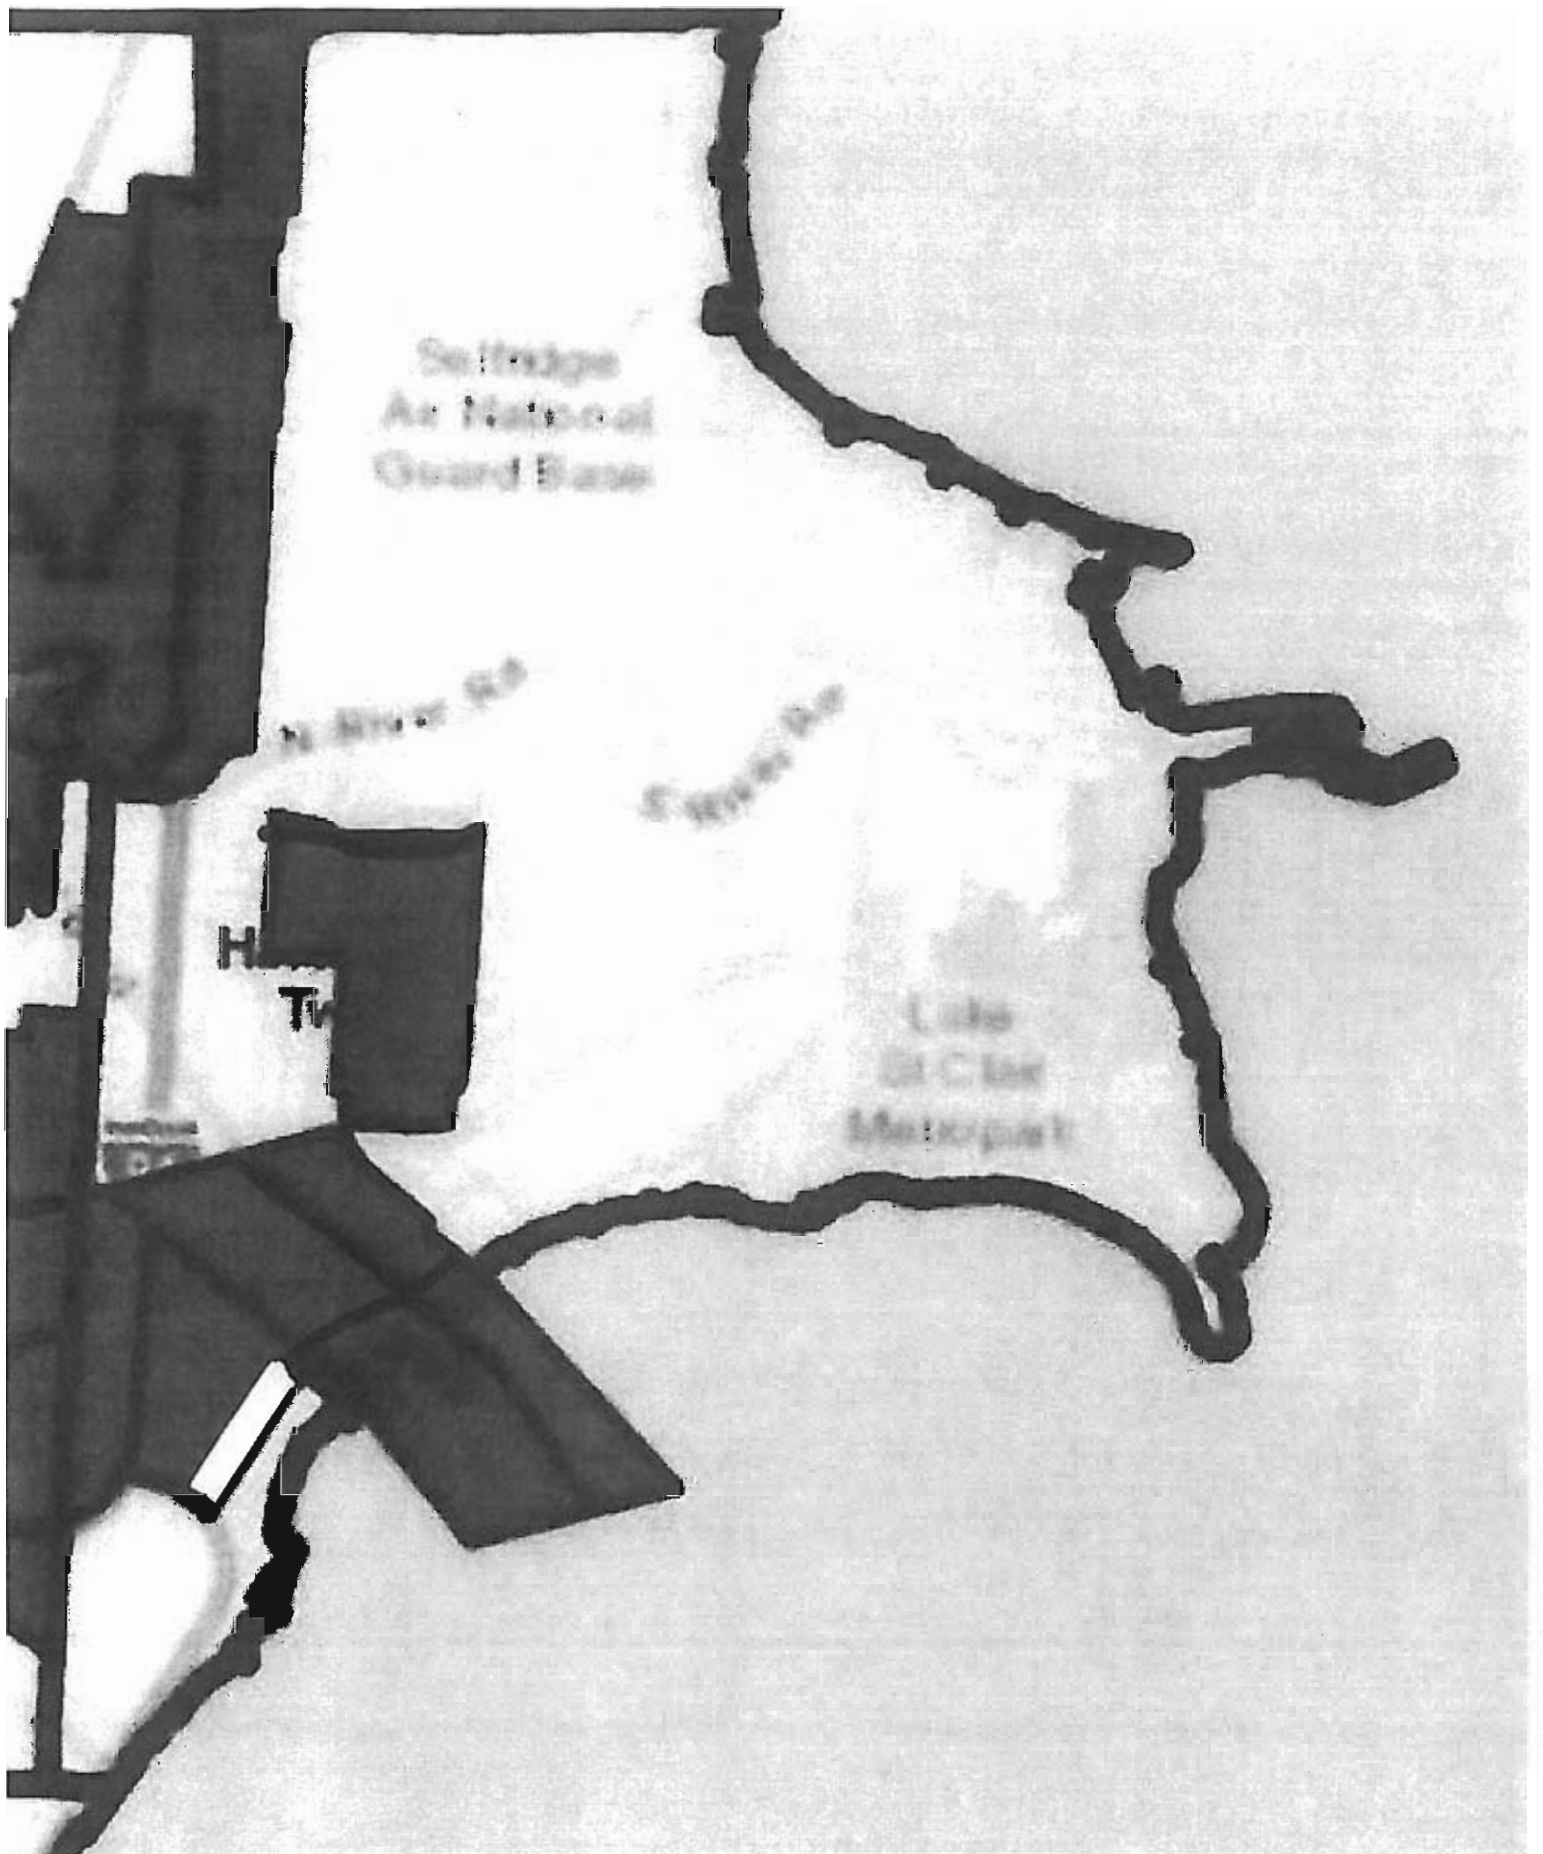 Selfridge
Air National
Guard Base
N River Rd
Lake
St Clair
Metropark